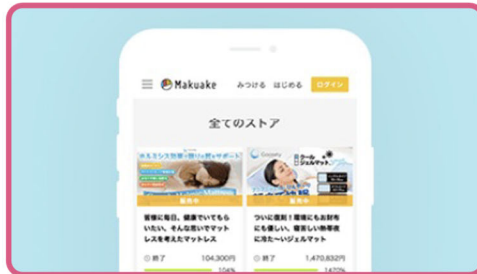 Makuake
みつける はじめる ログイン
全てのストア
販売中
販売中
皆様に毎日、健康でいてもら
いたい。そんな思いでマット
レスを考えたマットレス
ついに復刻！環境にもお財布
にも優しい。寝苦しい熱帯夜
に冷た〜いジェルマット
終了 104,300円
終了 1,470,832円
104%
1470%